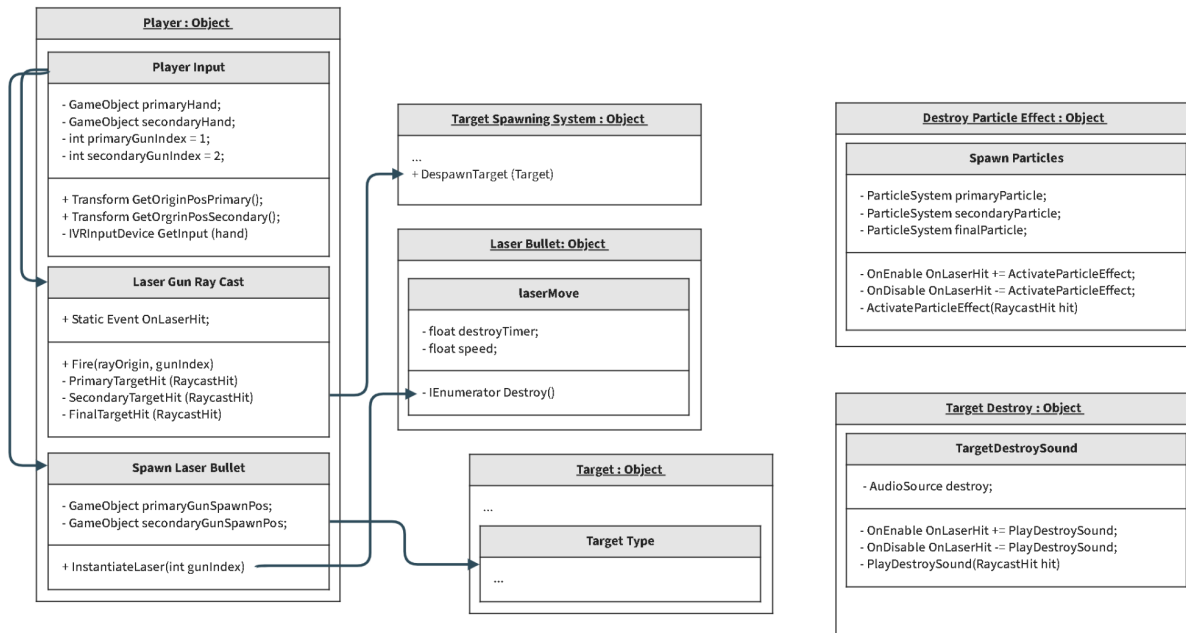 Player : Object
Player Input
- GameObject primaryHand;
- GameObject secondaryHand;
- int primaryGunIndex = 1;
- int secondaryGunIndex = 2;
+ Transform GetOriginPosPrimary();
+ Transform GetOrgrinPosSecondary();
- IVRInputDevice GetInput (hand)
Laser Gun Ray Cast
+ Static Event OnLaserHit;
+ Fire(rayOrigin, gunIndex)
- PrimaryTargetHit (RaycastHit)
- SecondaryTargetHit (RaycastHit)
- FinalTargetHit (RaycastHit)
Spawn Laser Bullet
- GameObject primaryGunSpawnPos;
- GameObject secondaryGunSpawnPos;
+ InstantiateLaser(int gunIndex)
Target Spawning System : Object
...
+ DespawnTarget (Target)
Laser Bullet: Object
laserMove
- float destroyTimer;
- float speed;
- IEnumerator Destroy()
Target : Object
...
Target Type
...
Destroy Particle Effect : Object
Spawn Particles
- ParticleSystem primaryParticle;
- ParticleSystem secondaryParticle;
- ParticleSystem finalParticle;
- OnEnable OnLaserHit += ActivateParticleEffect;
- OnDisable OnLaserHit -= ActivateParticleEffect;
- ActivateParticleEffect(RaycastHit hit)
Target Destroy : Object
TargetDestroySound
- AudioSource destroy;
- OnEnable OnLaserHit += PlayDestroySound;
- OnDisable OnLaserHit -= PlayDestroySound;
- PlayDestroySound(RaycastHit hit)